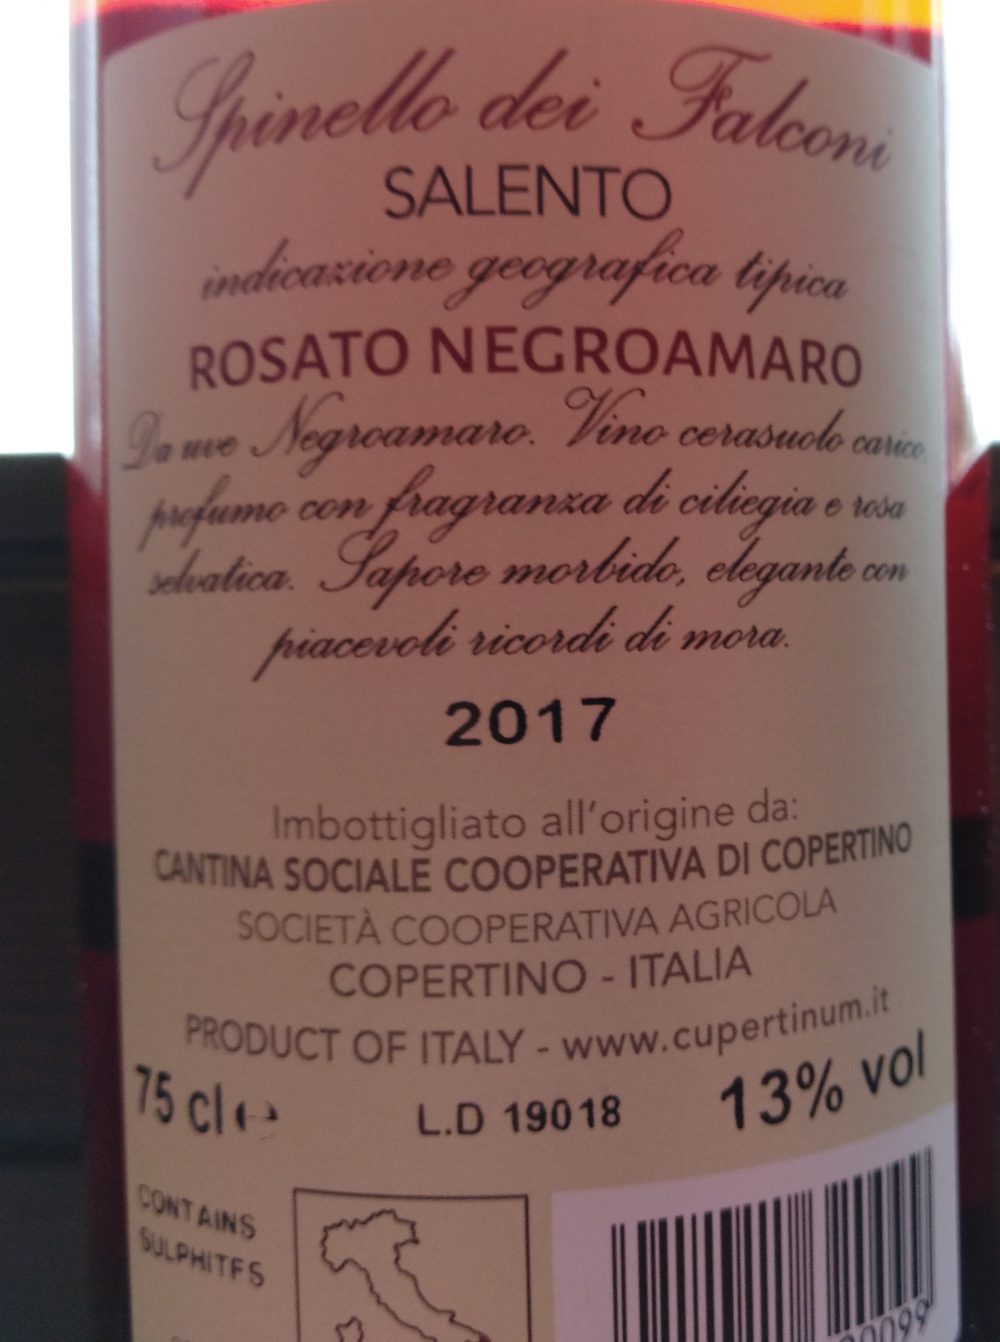 Spinello dei Falconi
SALENTO
indicazione geografica tipica
ROSATO NEGROAMARO
Da uve Negroamaro. Vino cerasuolo carico,
profumo con fragranza di ciliegia e rosa
selvatica. Sapore morbido, elegante con
piacevoli ricordi di mora.
2017
Imbottigliato all'origine da:
CANTINA SOCIALE COOPERATIVA DI COPERTINO
SOCIETÀ COOPERATIVA AGRICOLA
COPERTINO - ITALIA
PRODUCT OF ITALY - www.cupertinum.it
75 cl e L.D 19018 13% vol
CONTAINS
SULPHITES